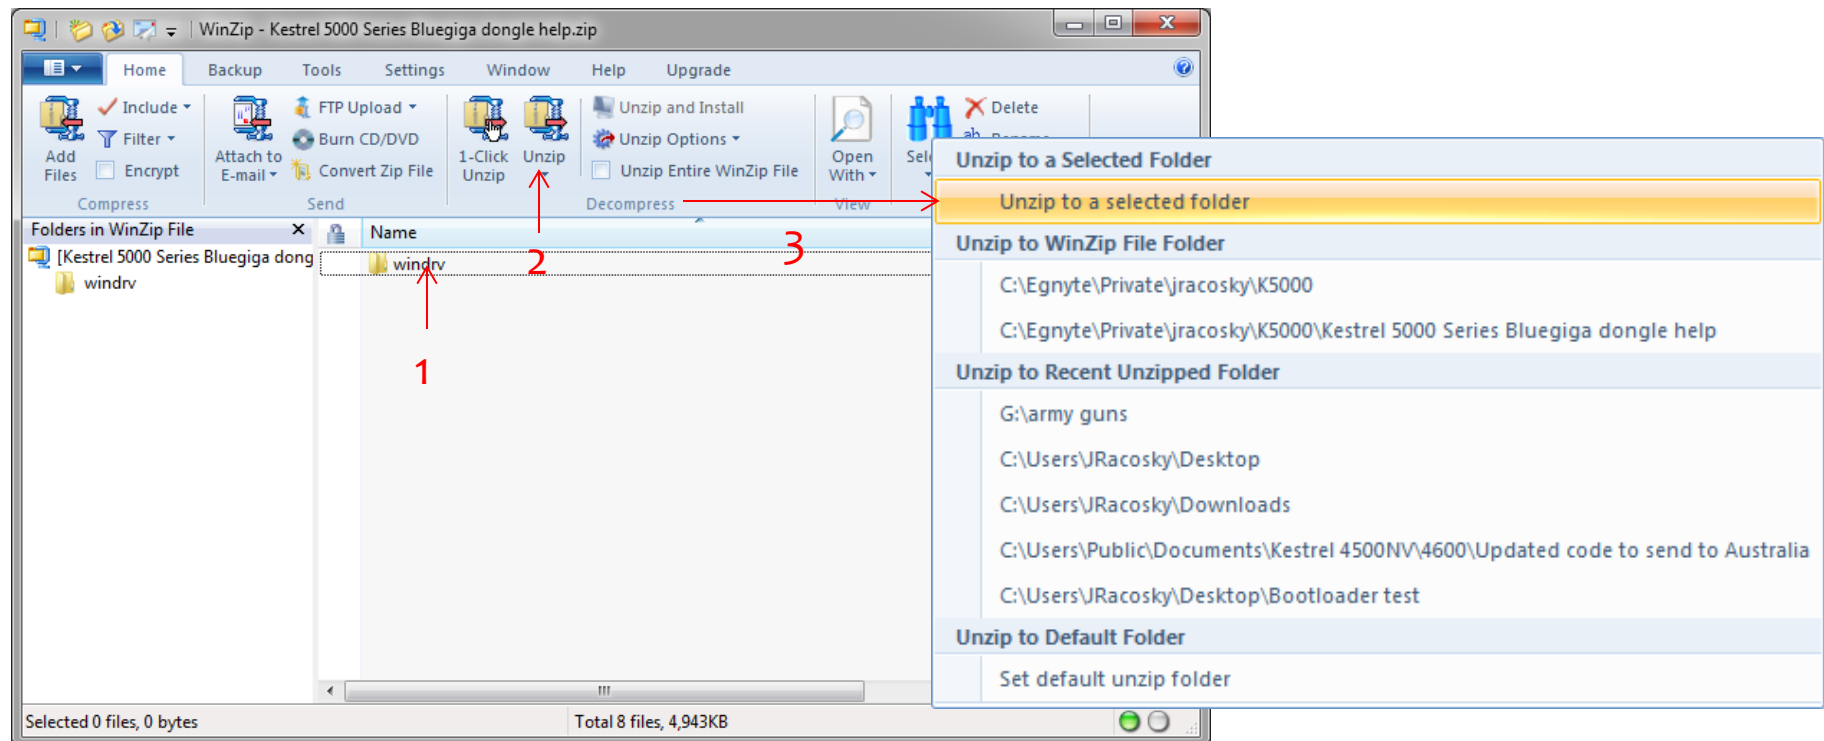 WinZip - Kestrel 5000 Series Bluegiga dongle help.zip
Home Backup Tools Settings Window Help Upgrade
Add Files
Include
Filter
Encrypt
Compress
Attach to E-mail
FTP Upload
Burn CD/DVD
Convert Zip File
Send
1-Click Unzip
Unzip
Unzip and Install
Unzip Options
Unzip Entire WinZip File
Decompress
Open With
View
Delete
Folders in WinZip File
[Kestrel 5000 Series Bluegiga dong
windrv
Name
windrv
1
2
3
Unzip to a Selected Folder
Unzip to a selected folder
Unzip to WinZip File Folder
C:\Egnyte\Private\jracosky\K5000
C:\Egnyte\Private\jracosky\K5000\Kestrel 5000 Series Bluegiga dongle help
Unzip to Recent Unzipped Folder
G:\army guns
C:\Users\JRacosky\Desktop
C:\Users\JRacosky\Downloads
C:\Users\Public\Documents\Kestrel 4500NV\4600\Updated code to send to Australia
C:\Users\JRacosky\Desktop\Bootloader test
Unzip to Default Folder
Set default unzip folder
Selected 0 files, 0 bytes
Total 8 files, 4,943KB